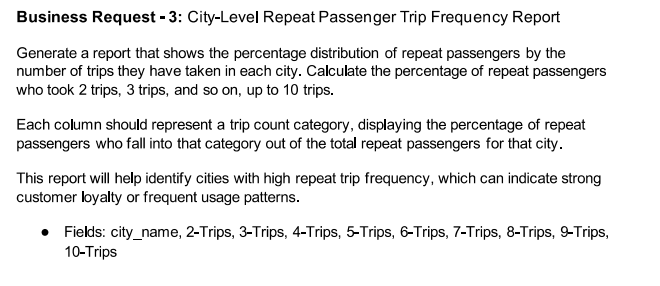 Business Request - 3: City-Level Repeat Passenger Trip Frequency Report
Generate a report that shows the percentage distribution of repeat passengers by the
number of trips they have taken in each city. Calculate the percentage of repeat passengers
who took 2 trips, 3 trips, and so on, up to 10 trips.
Each column should represent a trip count category, displaying the percentage of repeat
passengers who fall into that category out of the total repeat passengers for that city.
This report will help identify cities with high repeat trip frequency, which can indicate strong
customer loyalty or frequent usage patterns.
● Fields: city_name, 2-Trips, 3-Trips, 4-Trips, 5-Trips, 6-Trips, 7-Trips, 8-Trips, 9-Trips,
10-Trips